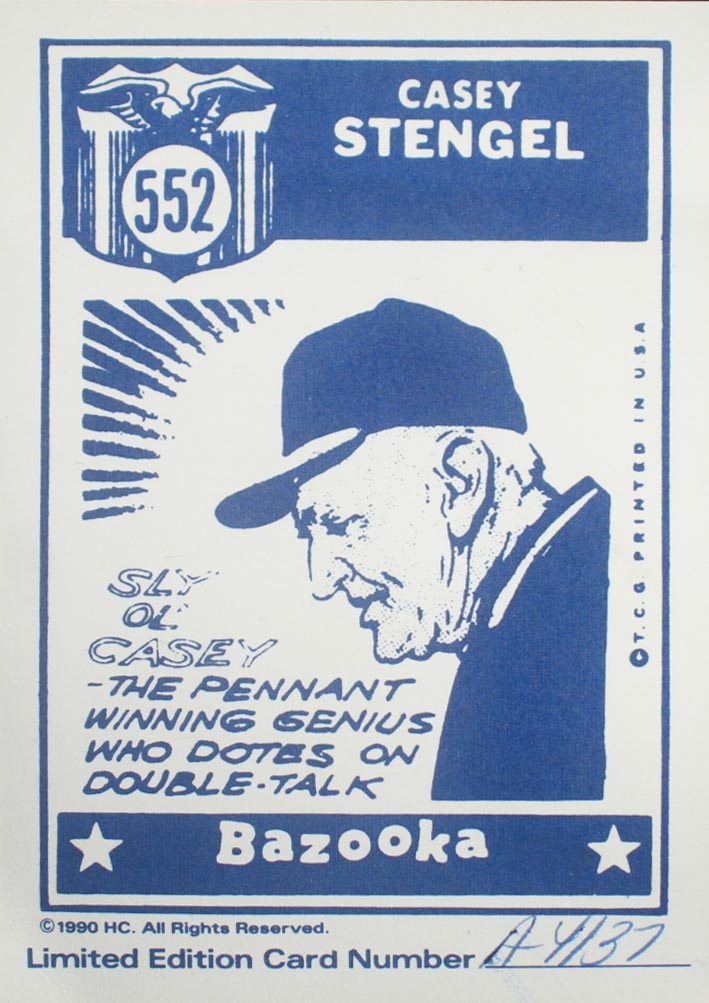 552
CASEY
STENGEL
SLY
OL'
CASEY
-THE PENNANT
WINNING GENIUS
WHO DOTES ON
DOUBLE-TALK
© T.C.G. PRINTED IN U.S.A
Bazooka
© 1990 HC. All Rights Reserved.
Limited Edition Card Number A-4137